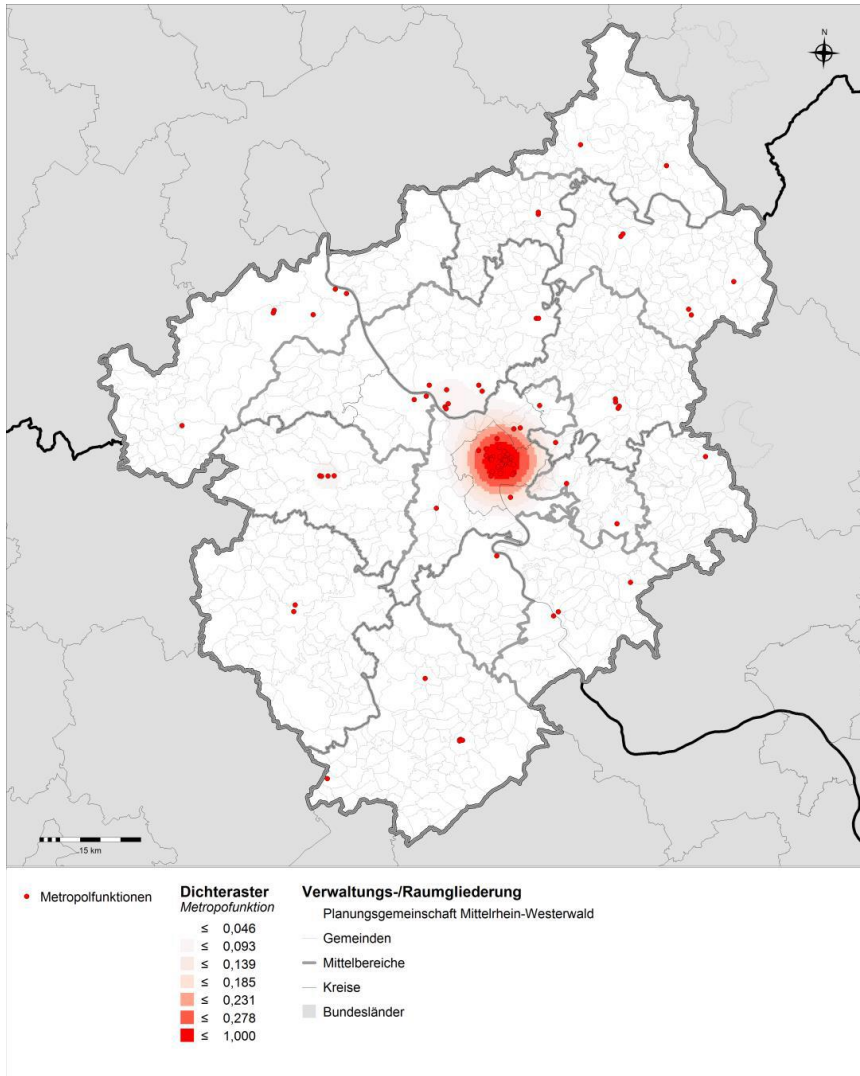 N
15 km
Metropolfunktionen
Dichteraster
Metropofunktion
≤ 0,046
≤ 0,093
≤ 0,139
≤ 0,185
≤ 0,231
≤ 0,278
≤ 1,000
Verwaltungs-/Raumgliederung
Planungsgemeinschaft Mittelrhein-Westerwald
Gemeinden
Mittelbereiche
Kreise
Bundesländer